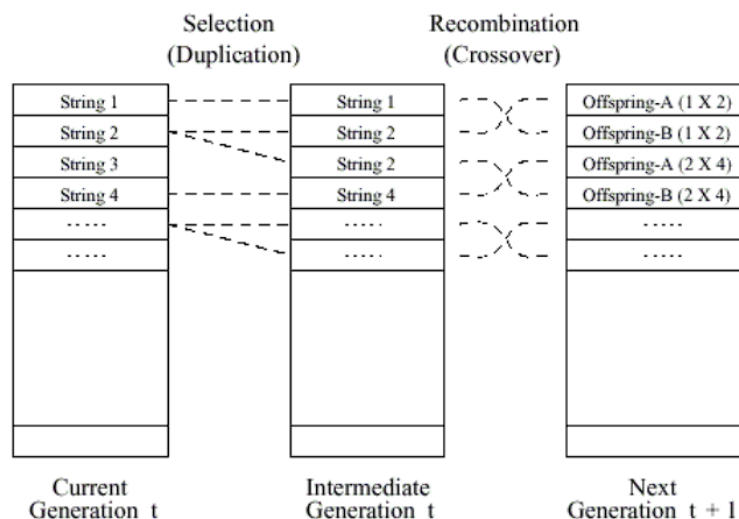 Selection
(Duplication)
Recombination
(Crossover)
String 1
String 2
String 3
String 4
.....
.....
String 1
String 2
String 2
String 4
.....
.....
Offspring-A (1 X 2)
Offspring-B (1 X 2)
Offspring-A (2 X 4)
Offspring-B (2 X 4)
.....
.....
Current
Generation t
Intermediate
Generation t
Next
Generation t + 1